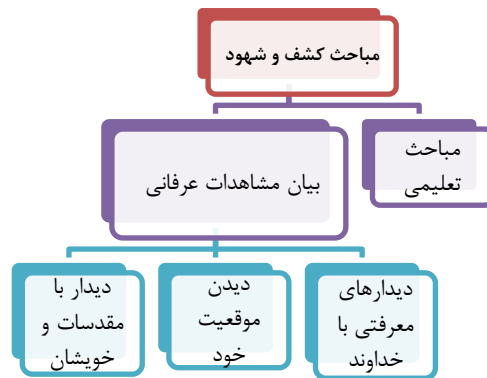 مباحث کشف و شهود
مباحث
تعلیمی
بیان مشاهدات عرفانی
دیدارهای
معرفتی با
خداوند
دیدن
موقعیت
خود
دیدار با
مقدسات و
خویشان